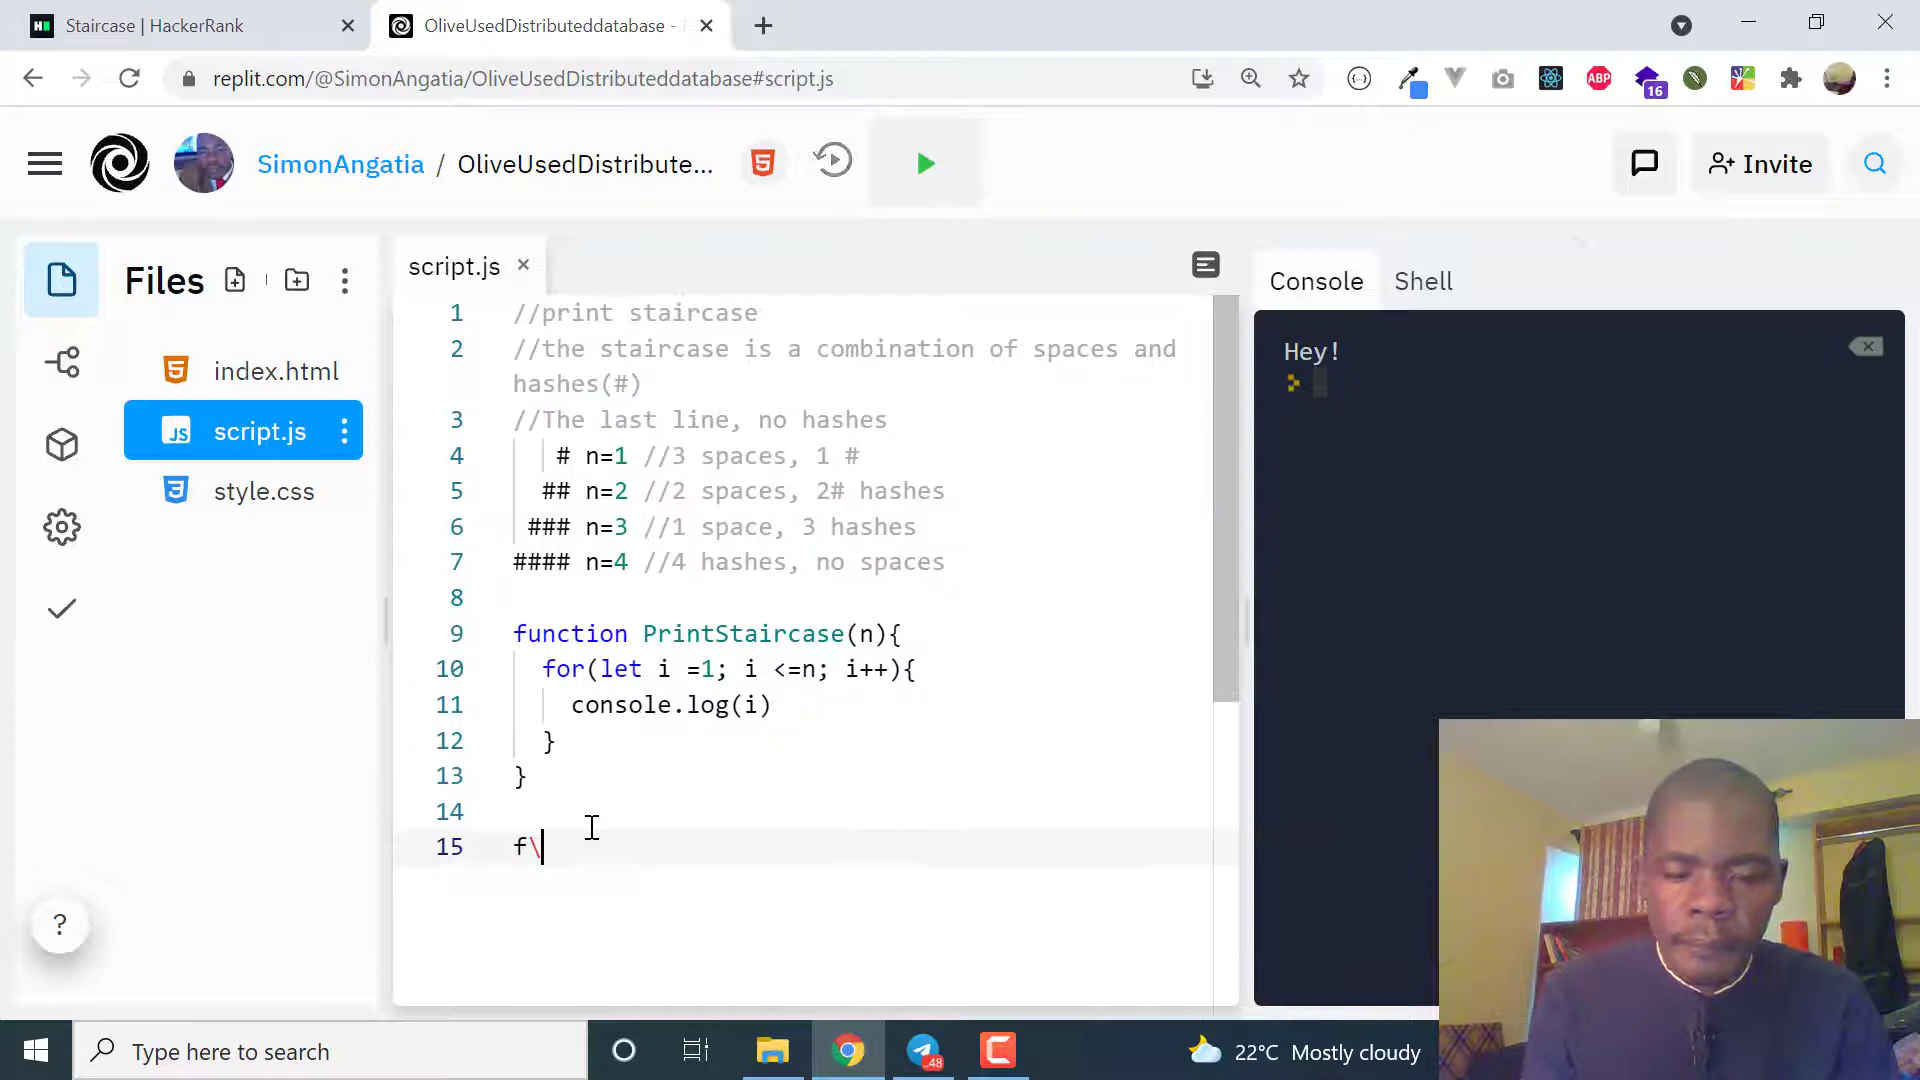 Staircase | HackerRank
OliveUsedDistributeddatabase -
replit.com/@SimonAngatia/OliveUsedDistributeddatabase#script.js
ABP
16
SimonAngatia / OliveUsedDistribute...
Invite
Files
script.js
Console
Shell
index.html
JS script.js
style.css
1 //print staircase
2 //the staircase is a combination of spaces and
hashes(#)
3 //The last line, no hashes
4 # n=1 //3 spaces, 1 #
5 ## n=2 //2 spaces, 2# hashes
6 ### n=3 //1 space, 3 hashes
7 #### n=4 //4 hashes, no spaces
8
9 function PrintStaircase(n){
10 for(let i =1; i <=n; i++){
11 console.log(i)
12 }
13 }
14
15 f\
Hey!
?
Type here to search
48
22°C Mostly cloudy